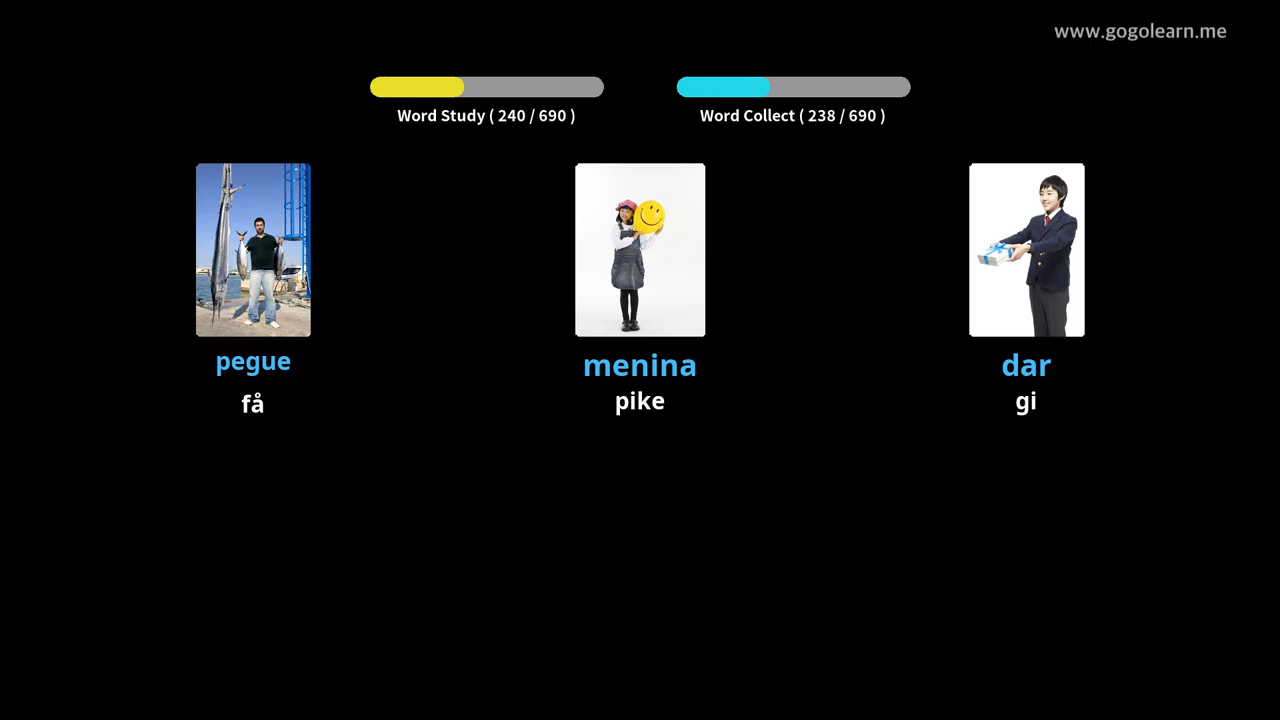 www.gogolearn.me
Word Study ( 240 / 690 )
Word Collect ( 238 / 690 )
pegue
menina
dar
få
pike
gi